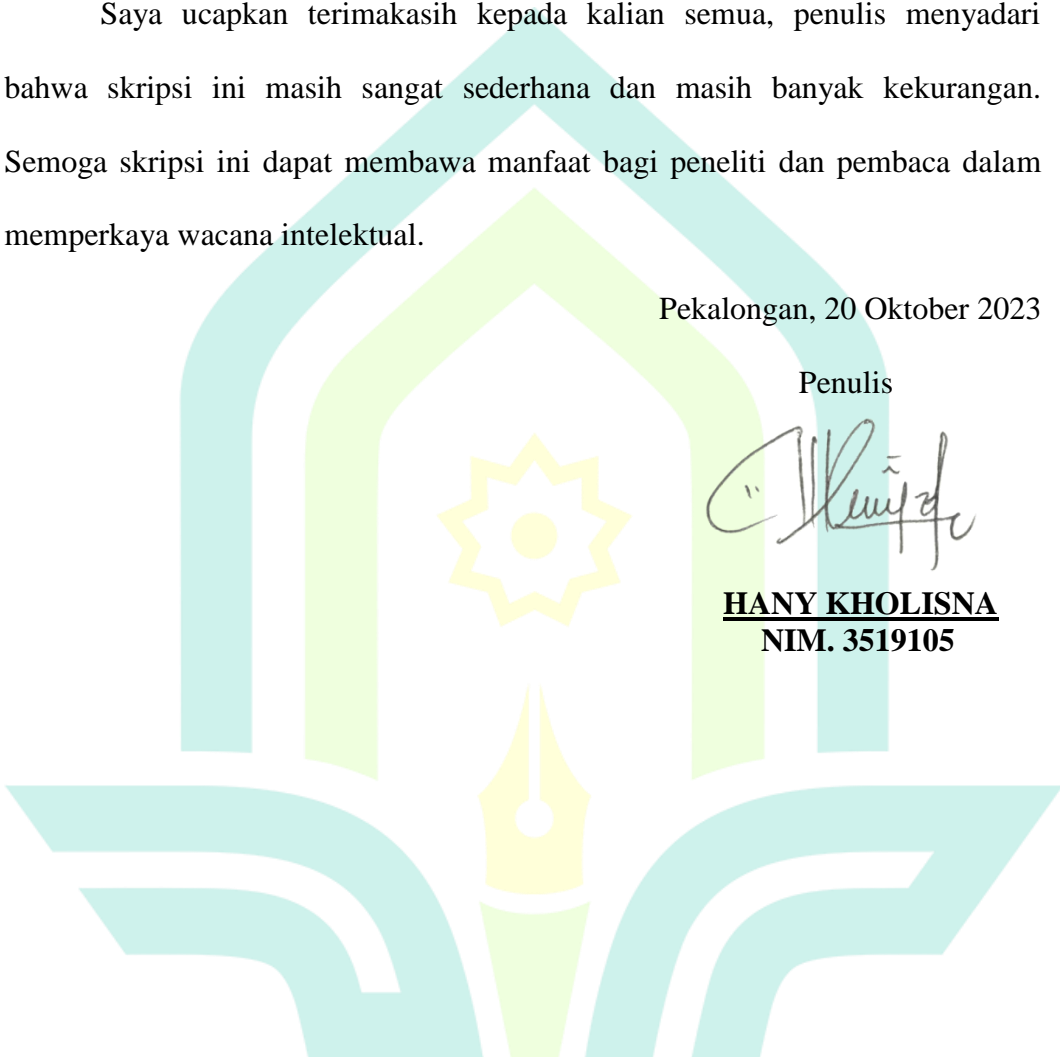 Saya ucapkan terimakasih kepada kalian semua, penulis menyadari
bahwa skripsi ini masih sangat sederhana dan masih banyak kekurangan.
Semoga skripsi ini dapat membawa manfaat bagi peneliti dan pembaca dalam
memperkaya wacana intelektual.
Pekalongan, 20 Oktober 2023
Penulis
HANY KHOLISNA
NIM. 3519105